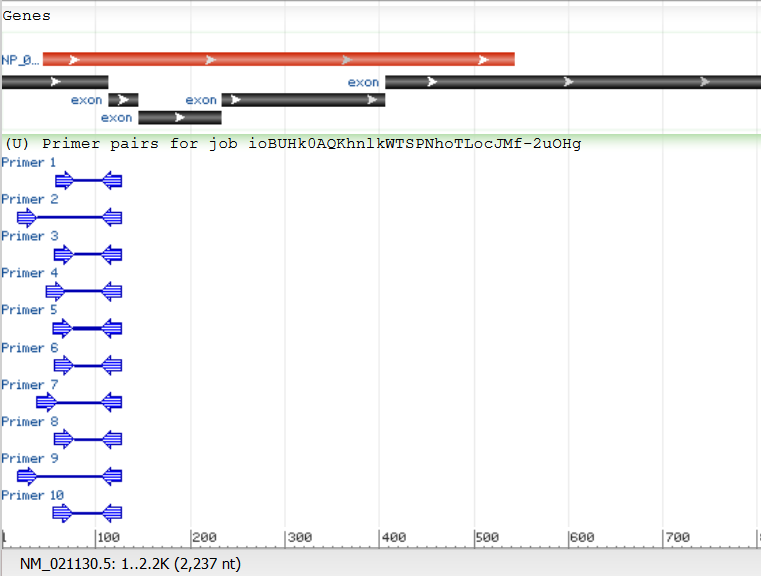 Genes
NP_0...
exon
exon
exon
exon
(U) Primer pairs for job ioBUHk0AQKhnlkWTSPNhoTLocJMf-2uOHg
Primer 1
Primer 2
Primer 3
Primer 4
Primer 5
Primer 6
Primer 7
Primer 8
Primer 9
Primer 10
1 100 200 300 400 500 600 700 8
NM_021130.5: 1..2.2K (2,237 nt)